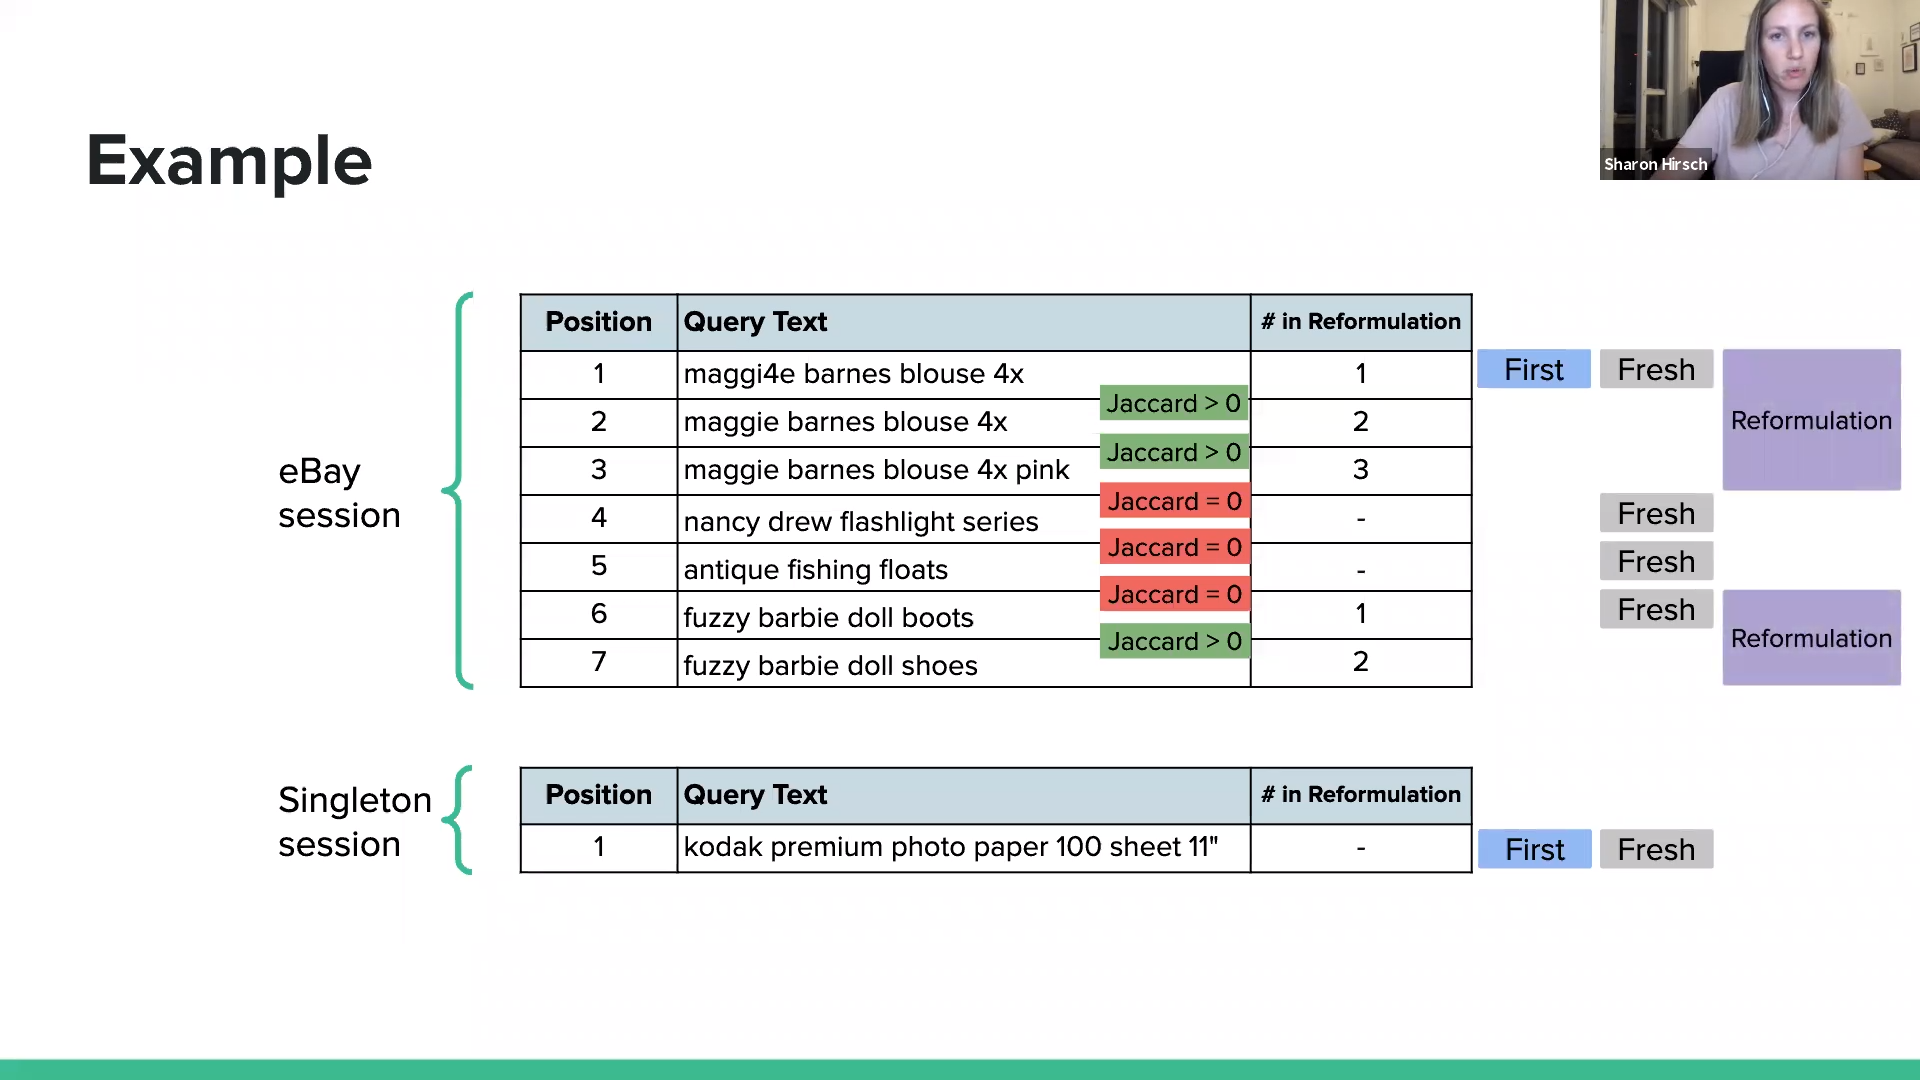 Sharon Hirsch
Example
eBay
session
Position Query Text # in Reformulation
1 maggi4e barnes blouse 4x 1 First Fresh
Jaccard > 0
2 maggie barnes blouse 4x 2 Reformulation
Jaccard > 0
3 maggie barnes blouse 4x pink 3
Jaccard = 0
4 nancy drew flashlight series - Fresh
Jaccard = 0
5 antique fishing floats - Fresh
Jaccard = 0
6 fuzzy barbie doll boots 1 Fresh
Jaccard > 0 Reformulation
7 fuzzy barbie doll shoes 2
Singleton
session
Position Query Text # in Reformulation
1 kodak premium photo paper 100 sheet 11" - First Fresh